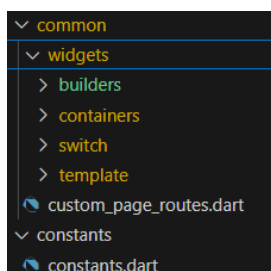 common
widgets
builders
containers
switch
template
custom_page_routes.dart
constants
constants.dart